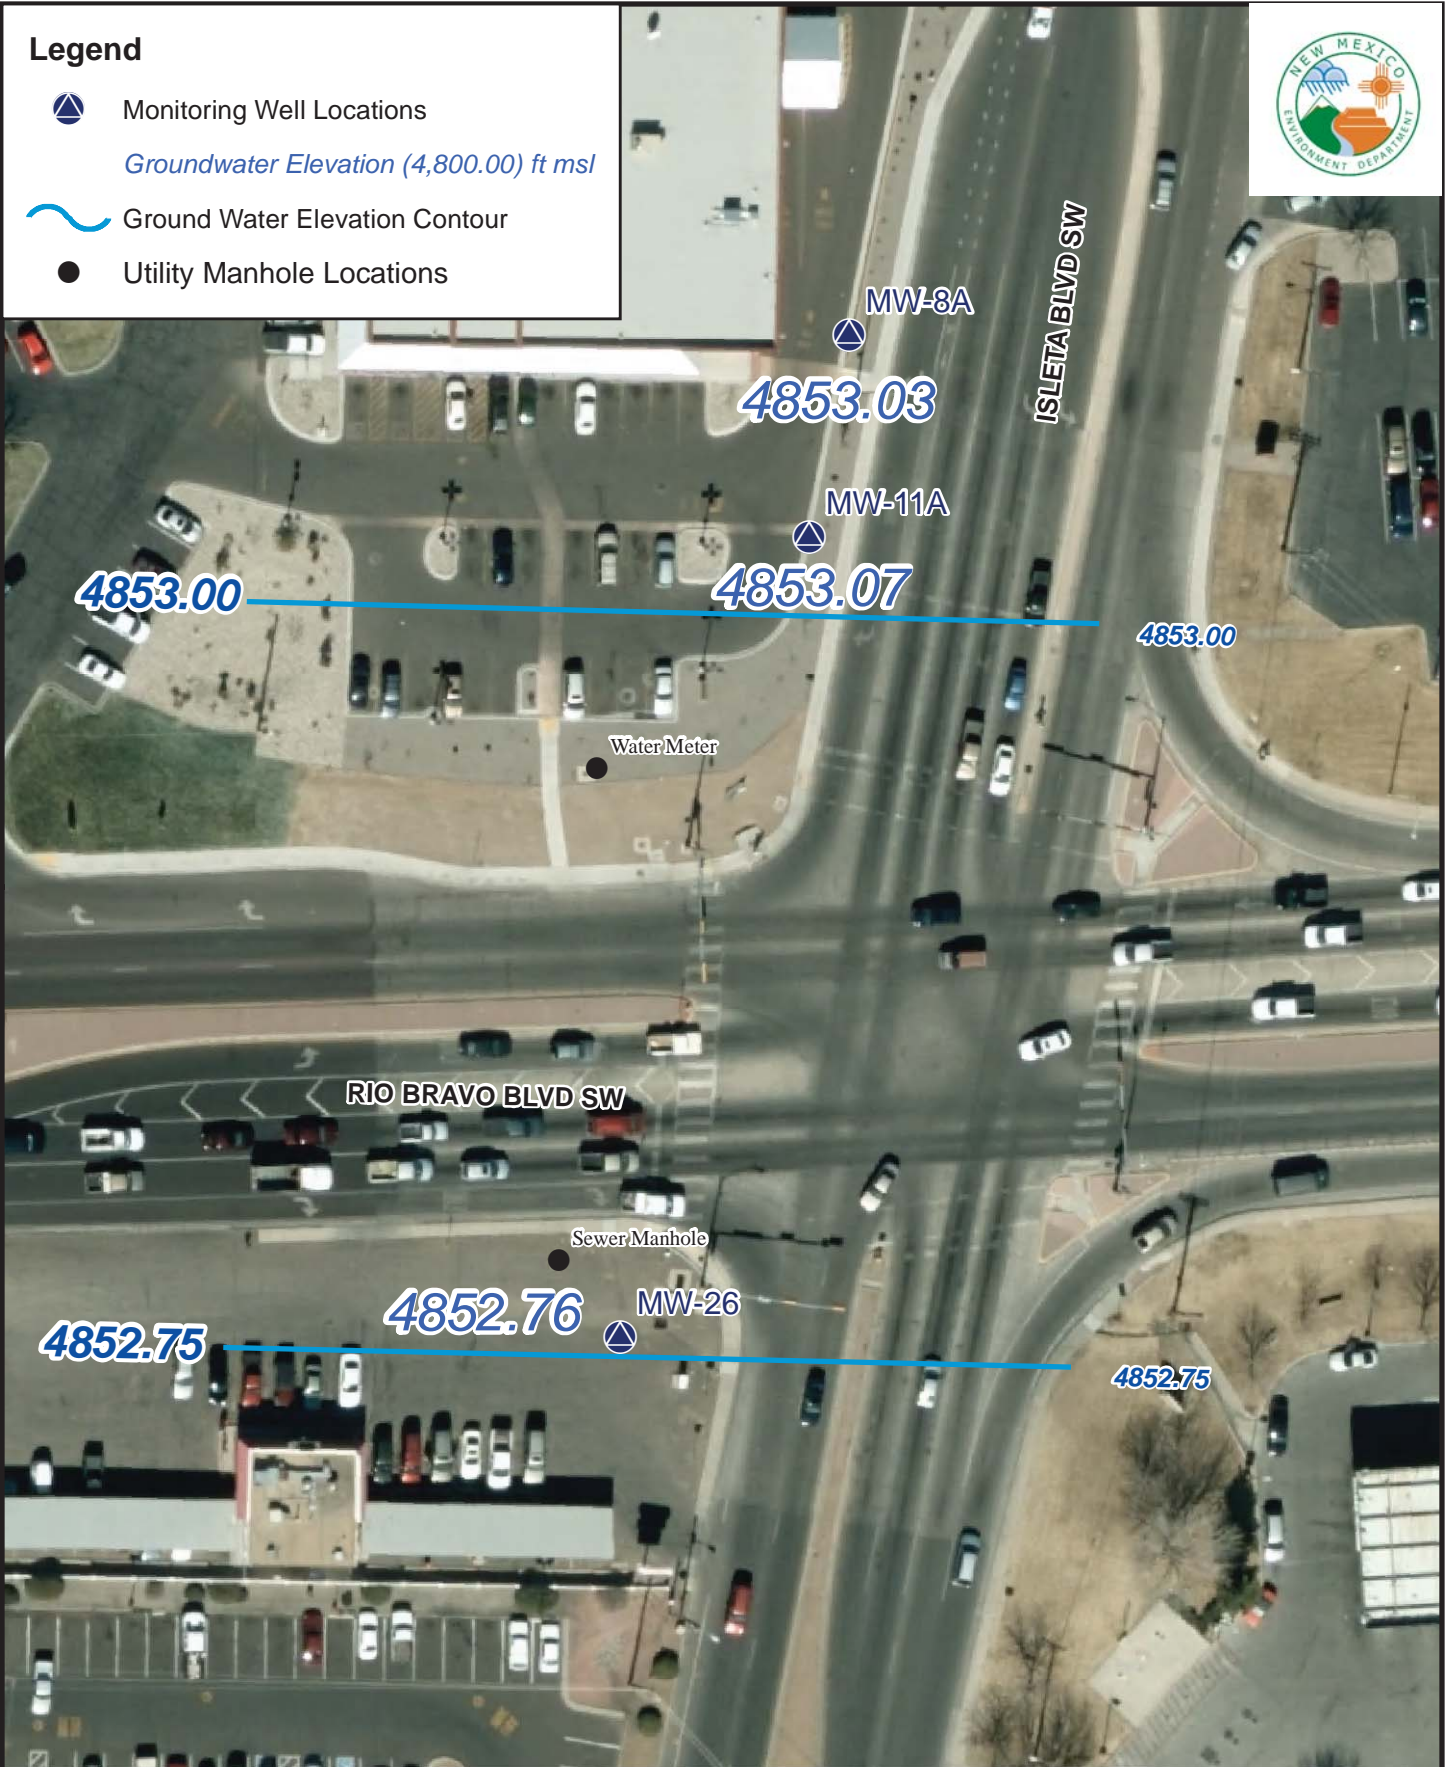 Legend
Monitoring Well Locations
Groundwater Elevation (4,800.00) ft msl
Ground Water Elevation Contour
Utility Manhole Locations
NEW MEXICO
ENVIRONMENT DEPARTMENT
ISLETA BLVD SW
MW-8A
4853.03
MW-11A
4853.07
4853.00
4853.00
Water Meter
RIO BRAVO BLVD SW
Sewer Manhole
4852.76
MW-26
4852.75
4852.75